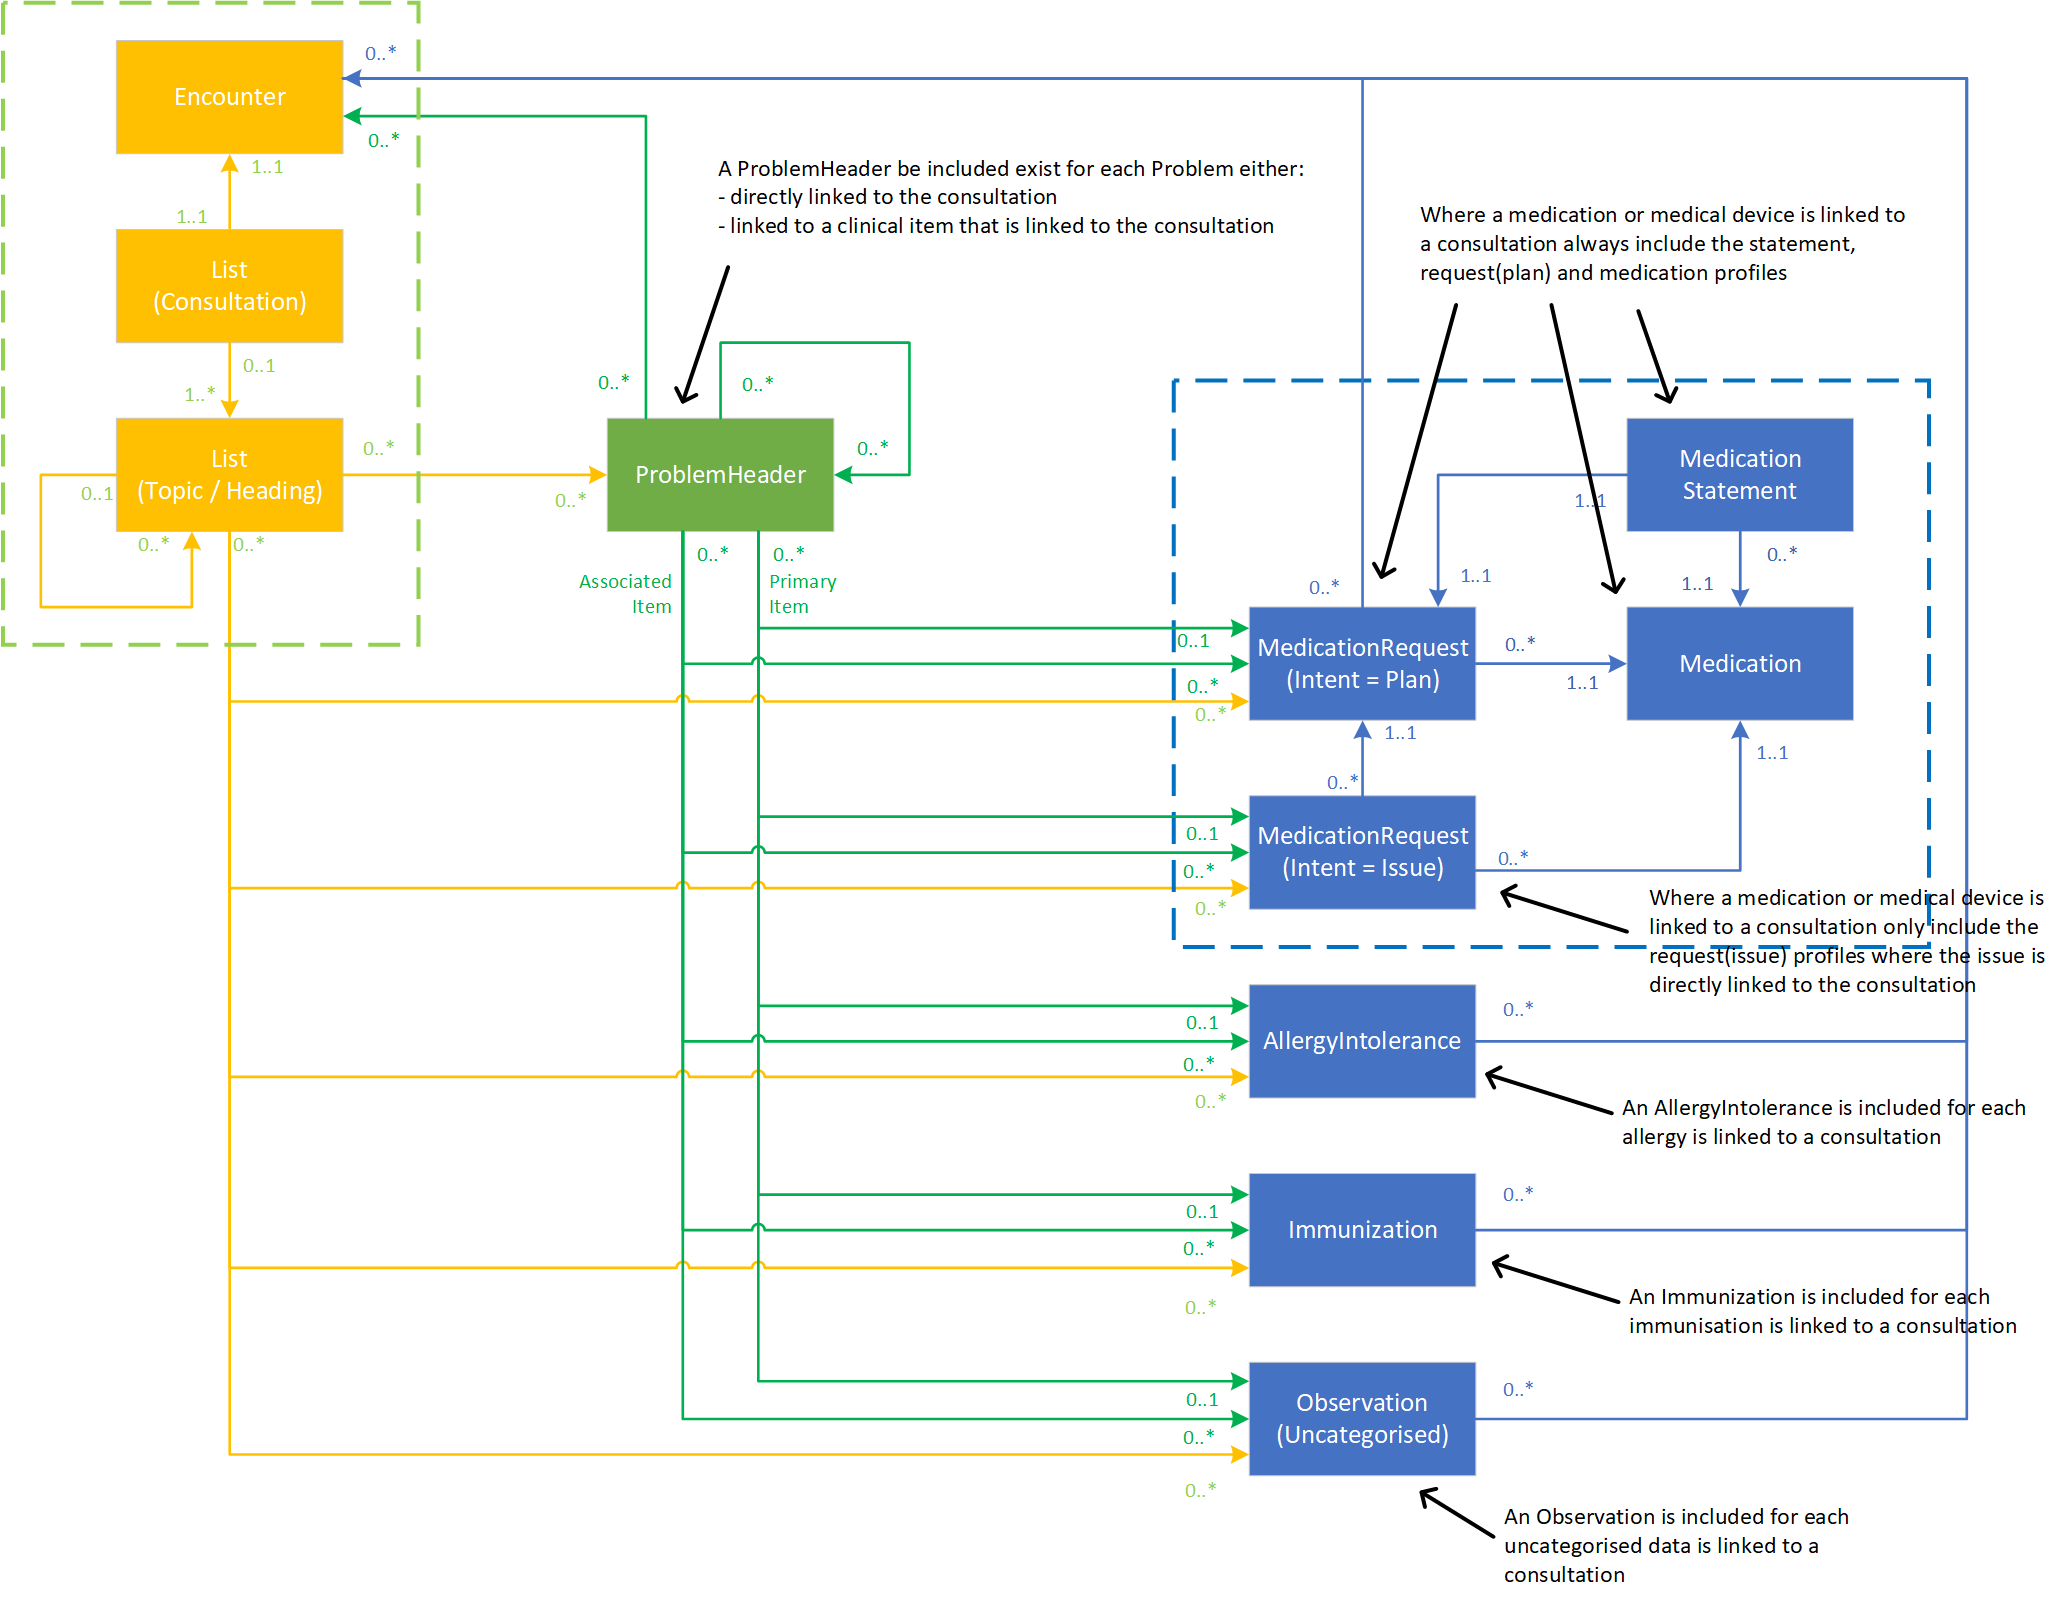 0..*
Encounter
0..*
1..1
A ProblemHeader be included exist for each Problem either:
- directly linked to the consultation
- linked to a clinical item that is linked to the consultation
1..1
Where a medication or medical device is linked to
a consultation always include the statement,
request(plan) and medication profiles
List
(Consultation)
0..1
1..*
0..*
0..*
0..*
0..*
List
(Topic / Heading)
0..1
0..*
0..*
0..*
ProblemHeader
Medication
Statement
1..1
0..*
0..*
Associated
Item
Primary
Item
0..*
1..1
0..*
1..1
0..1
0..*
0..*
MedicationRequest
(Intent = Plan)
0..*
1..1
Medication
1..1
0..*
1..1
0..1
0..*
0..*
MedicationRequest
(Intent = Issue)
0..*
Where a medication or medical device is
linked to a consultation only include the
request(issue) profiles where the issue is
directly linked to the consultation
0..1
0..*
0..*
AllergyIntolerance
0..*
An AllergyIntolerance is included for each
allergy is linked to a consultation
0..1
0..*
0..*
Immunization
0..*
An Immunization is included for each
immunisation is linked to a consultation
0..1
0..*
0..*
Observation
(Uncategorised)
0..*
An Observation is included for each
uncategorised data is linked to a
consultation